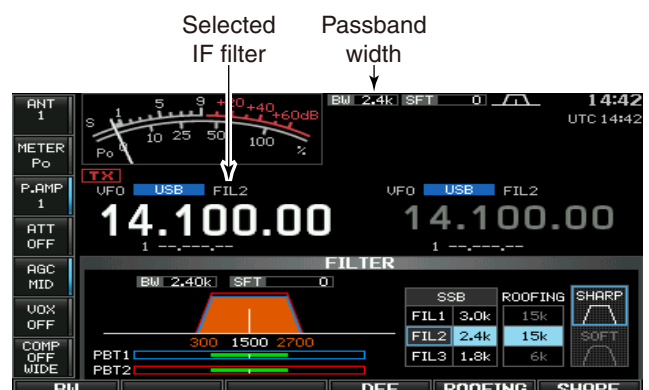 Selected IF filter
Passband width
ANT 1
METER Po
P.AMP 1
ATT OFF
AGC MID
VOX OFF
COMP OFF WIDE
S 1 5 9 +20 +40 +60dB
Po 0 10 25 50 100 %
BW 2.4k SFT 0
14:42
UTC 14:42
TX
VFO USB FIL2
14.100.00
1 --.---.--
VFO USB FIL2
14.100.00
1 --.---.--
FILTER
BW 2.40k SFT 0
300 1500 2700
PBT1
PBT2
SSB ROOFING
FIL1 3.0k 15k
FIL2 2.4k 15k
FIL3 1.8k 6k
SHARP
SOFT
BW DEF ROOFING SHAPE